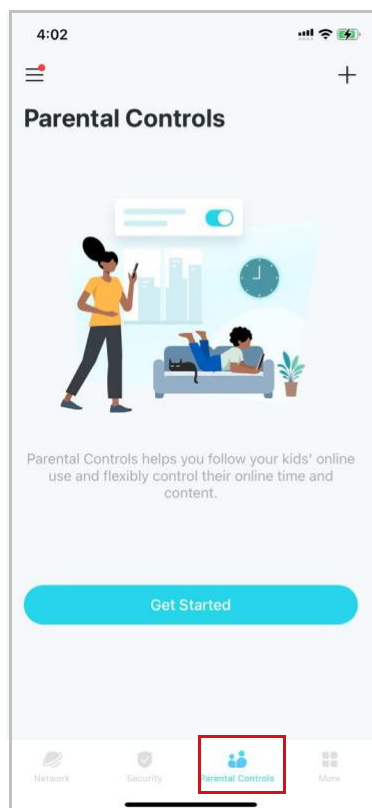 4:02
Parental Controls
Parental Controls helps you follow your kids' online
use and flexibly control their online time and
content.
Get Started
Network Security Parental Controls More